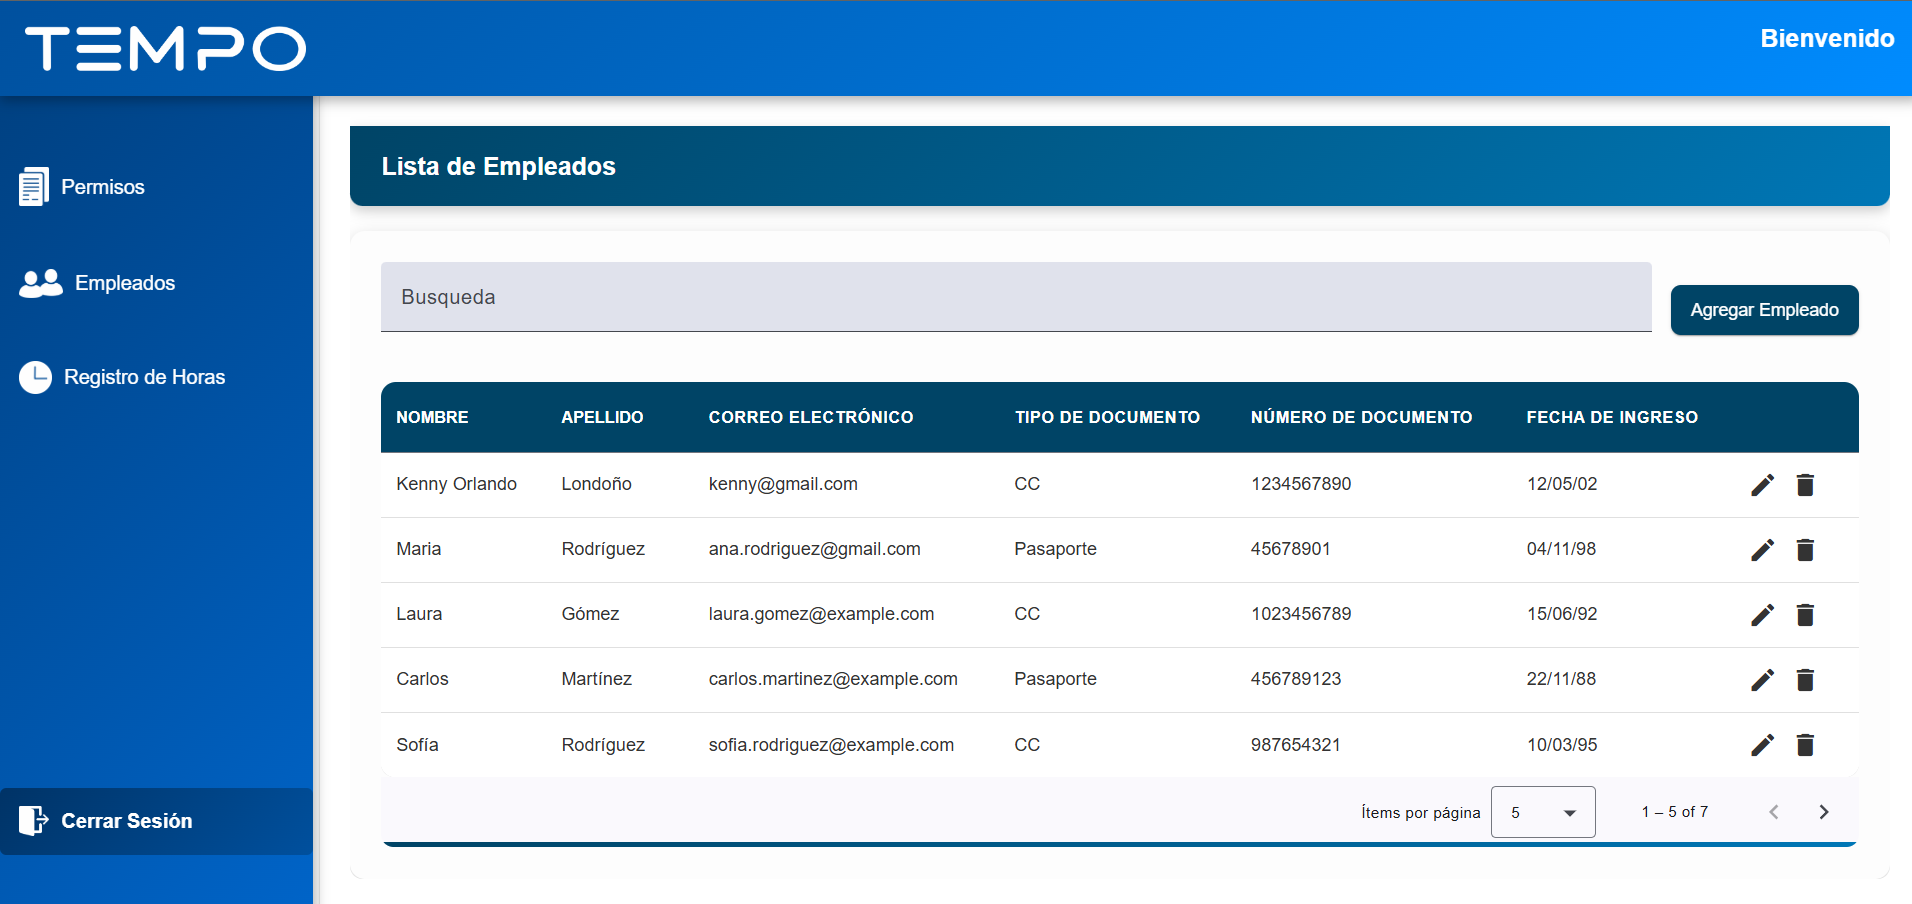 TEMPO
Bienvenido
Permisos
Empleados
Registro de Horas
Cerrar Sesión
Lista de Empleados
Busqueda
Agregar Empleado
NOMBRE APELLIDO CORREO ELECTRÓNICO TIPO DE DOCUMENTO NÚMERO DE DOCUMENTO FECHA DE INGRESO
Kenny Orlando Londoño kenny@gmail.com CC 1234567890 12/05/02
Maria Rodríguez ana.rodriguez@gmail.com Pasaporte 45678901 04/11/98
Laura Gómez laura.gomez@example.com CC 1023456789 15/06/92
Carlos Martínez carlos.martinez@example.com Pasaporte 456789123 22/11/88
Sofía Rodríguez sofia.rodriguez@example.com CC 987654321 10/03/95
Ítems por página 5 1 – 5 of 7